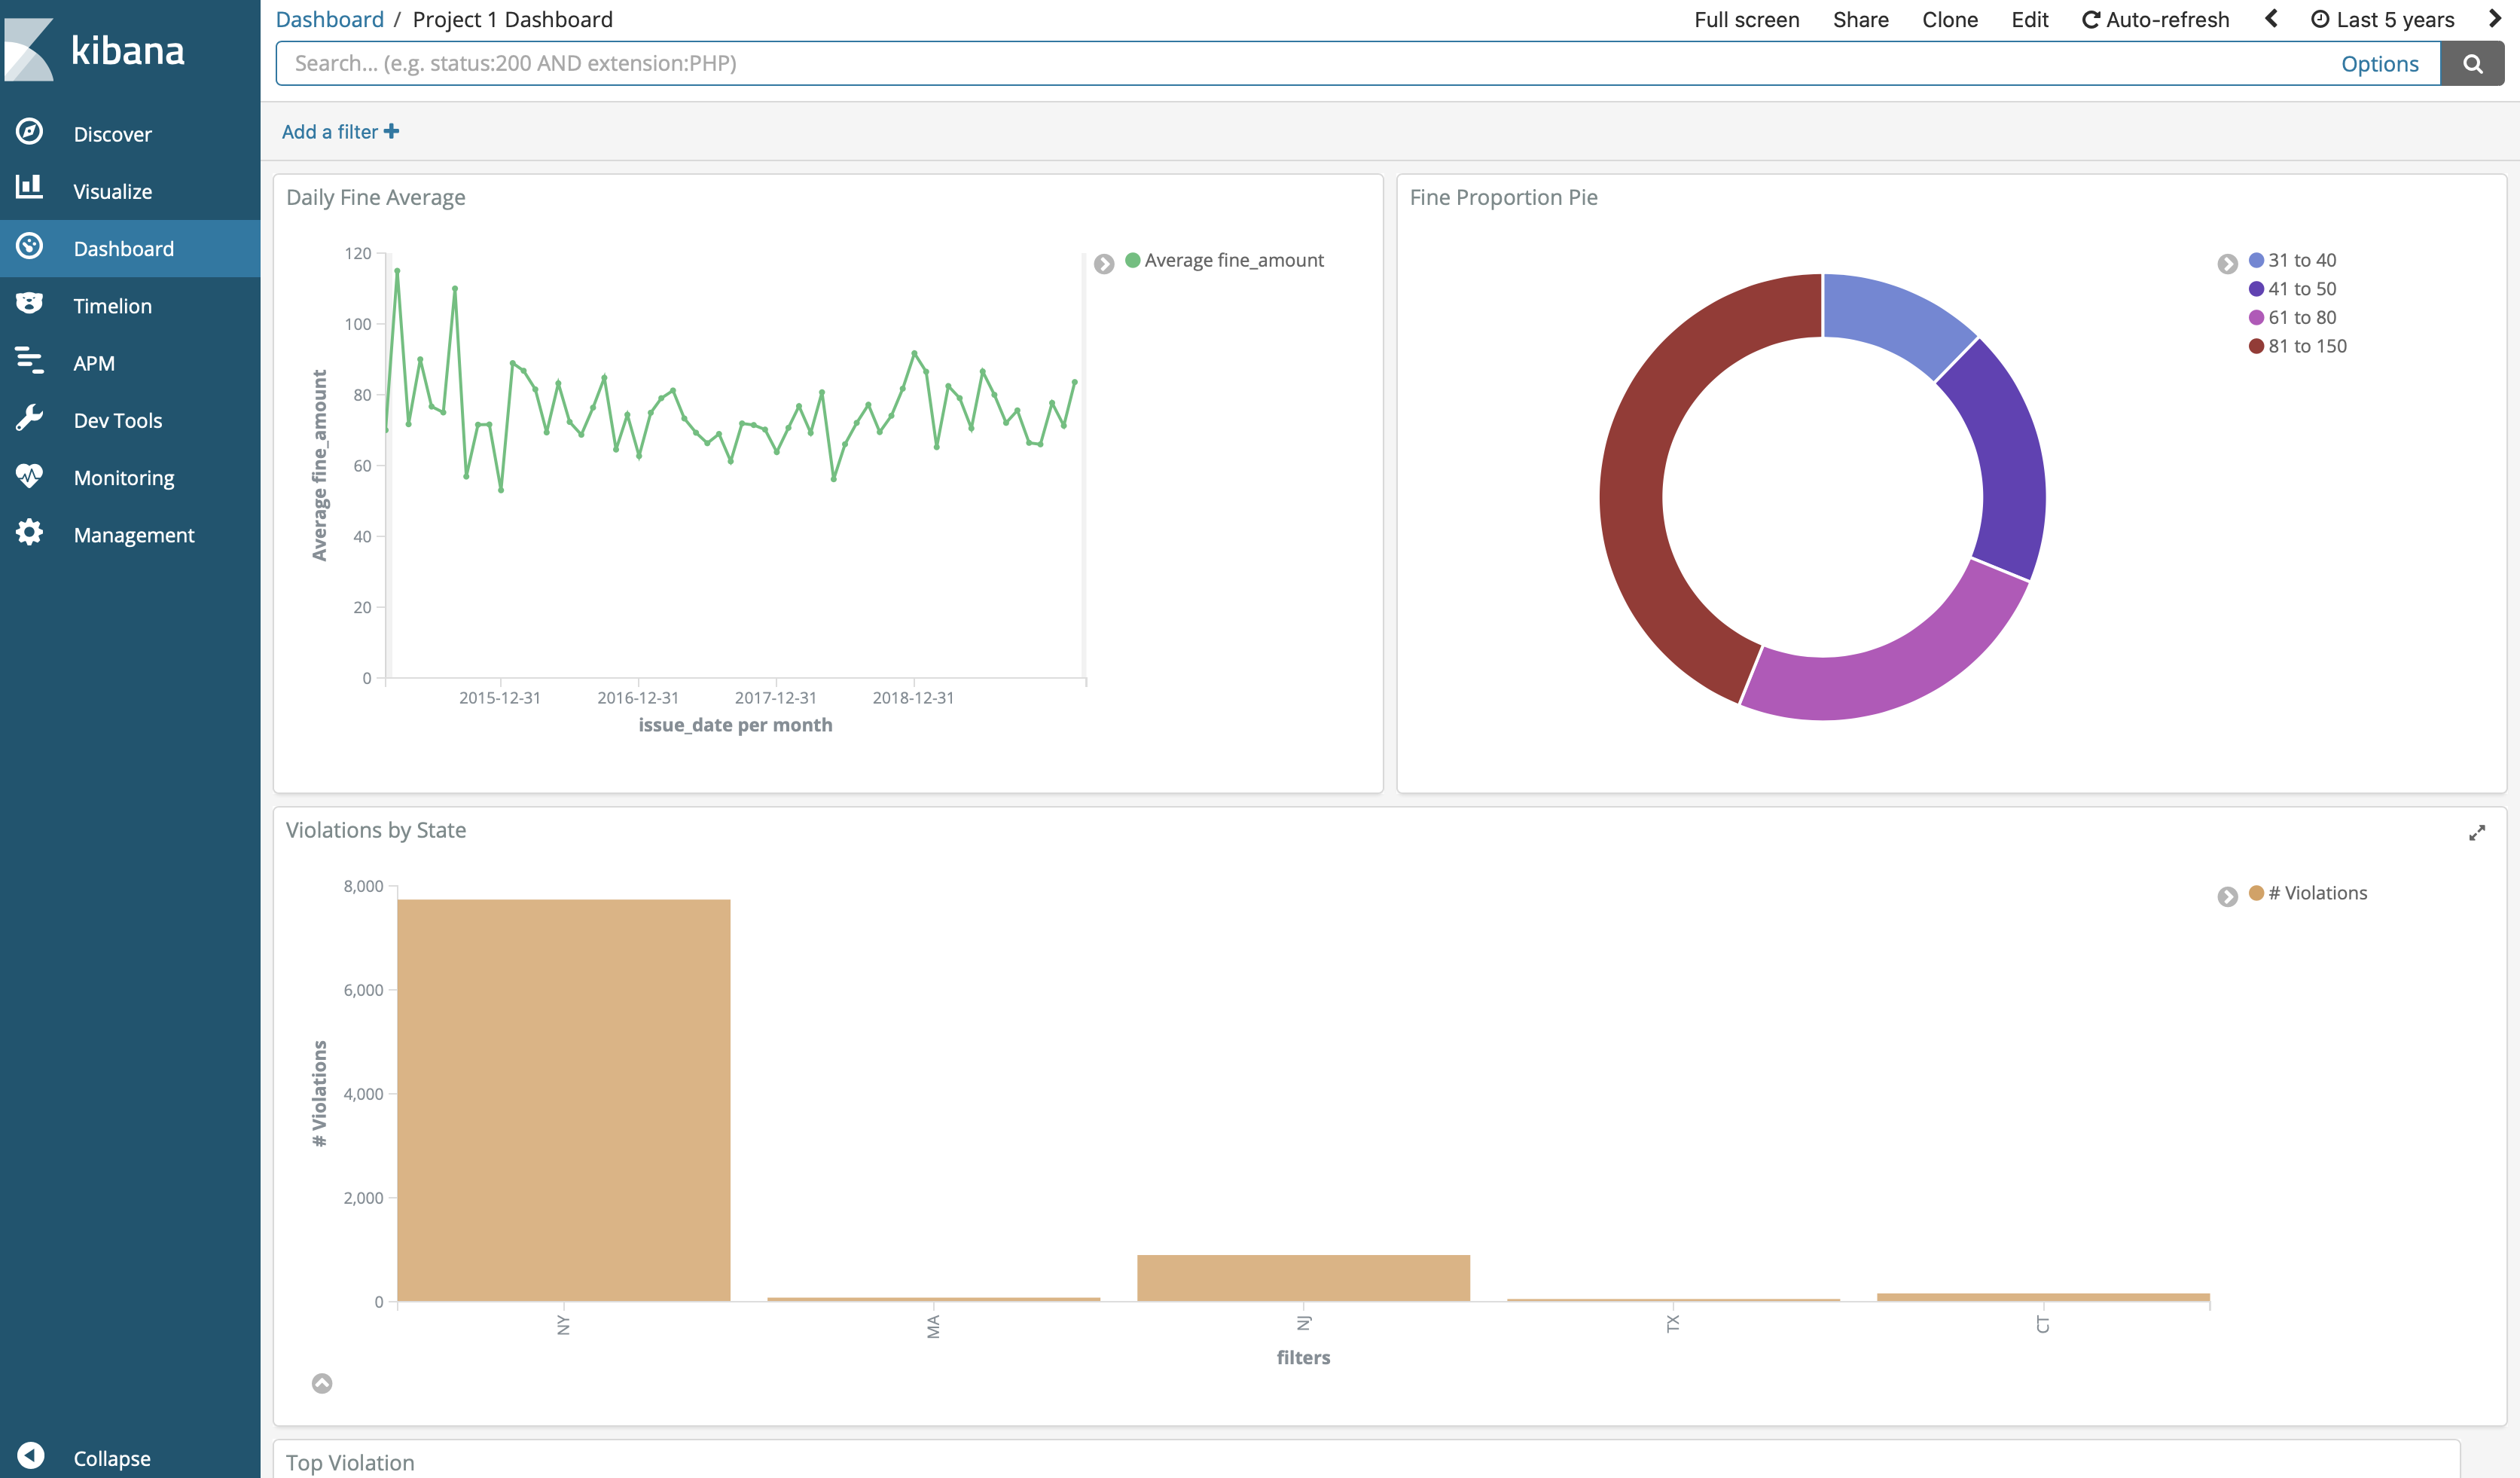 kibana
Dashboard / Project 1 Dashboard
Full screen Share Clone Edit Auto-refresh Last 5 years
Search... (e.g. status:200 AND extension:PHP)
Options
Discover
Visualize
Dashboard
Timelion
APM
Dev Tools
Monitoring
Management
Collapse
Add a filter
Daily Fine Average
120
100
80
60
40
20
0
Average fine_amount
2015-12-31 2016-12-31 2017-12-31 2018-12-31
issue_date per month
Average fine_amount
Fine Proportion Pie
31 to 40
41 to 50
61 to 80
81 to 150
Violations by State
8,000
6,000
4,000
2,000
0
# Violations
NY MA NJ TX CT
filters
# Violations
Top Violation